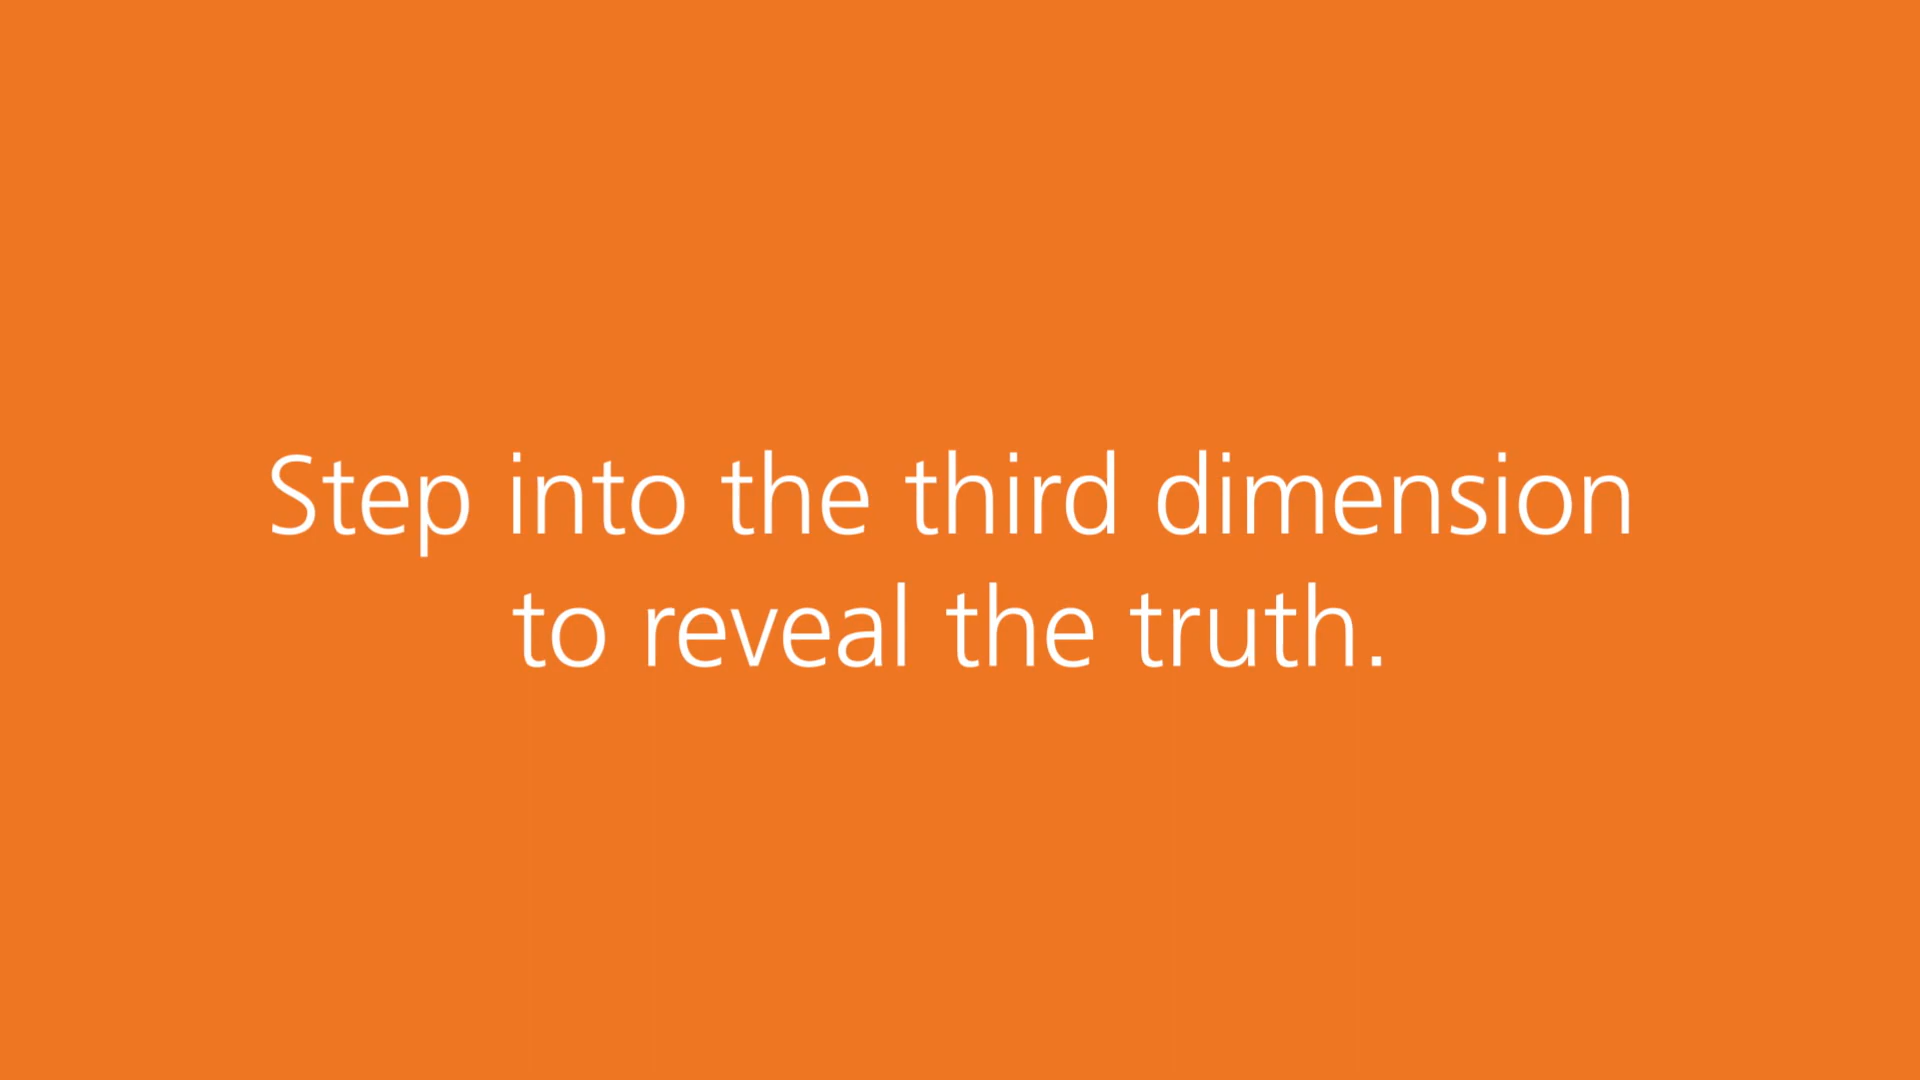 Step into the third dimension
to reveal the truth.